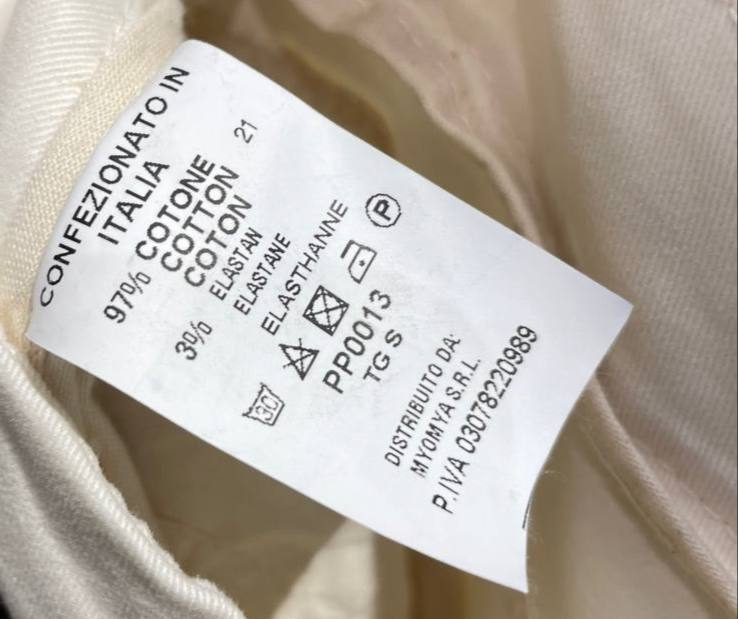 CONFEZIONATO IN
ITALIA
21
97% COTONE
COTTON
COTON
3% ELASTAN
ELASTANE
ELASTHANNE
30
P
PP0013
TG S
DISTRIBUITO DA:
MYOMYA S.R.L.
P.IVA 03078220989